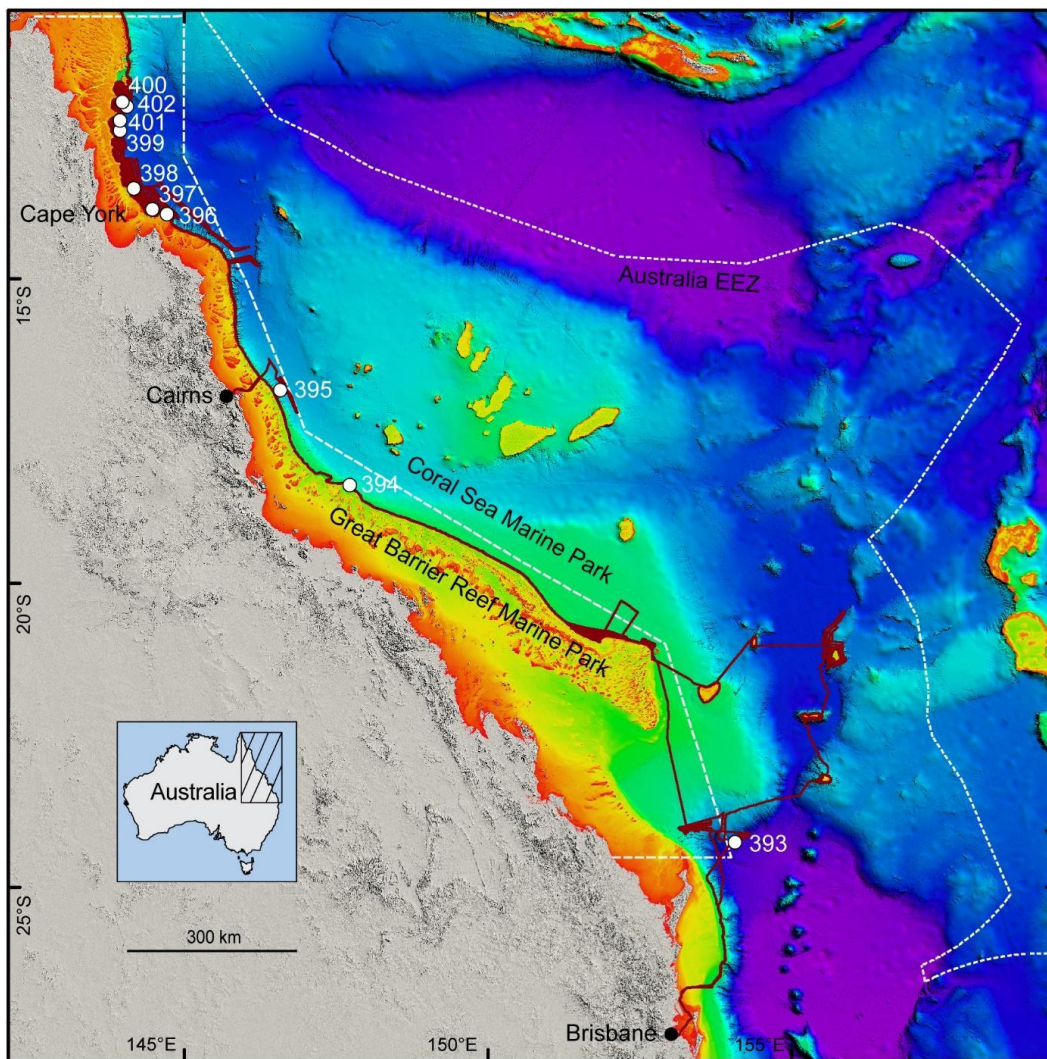 400
402
401
399
398
397
396
Cape York
Australia EEZ
15°S
395
Cairns
394
Coral Sea Marine Park
Great Barrier Reef Marine Park
20°S
Australia
393
25°S
300 km
Brisbane
145°E
150°E
155°E